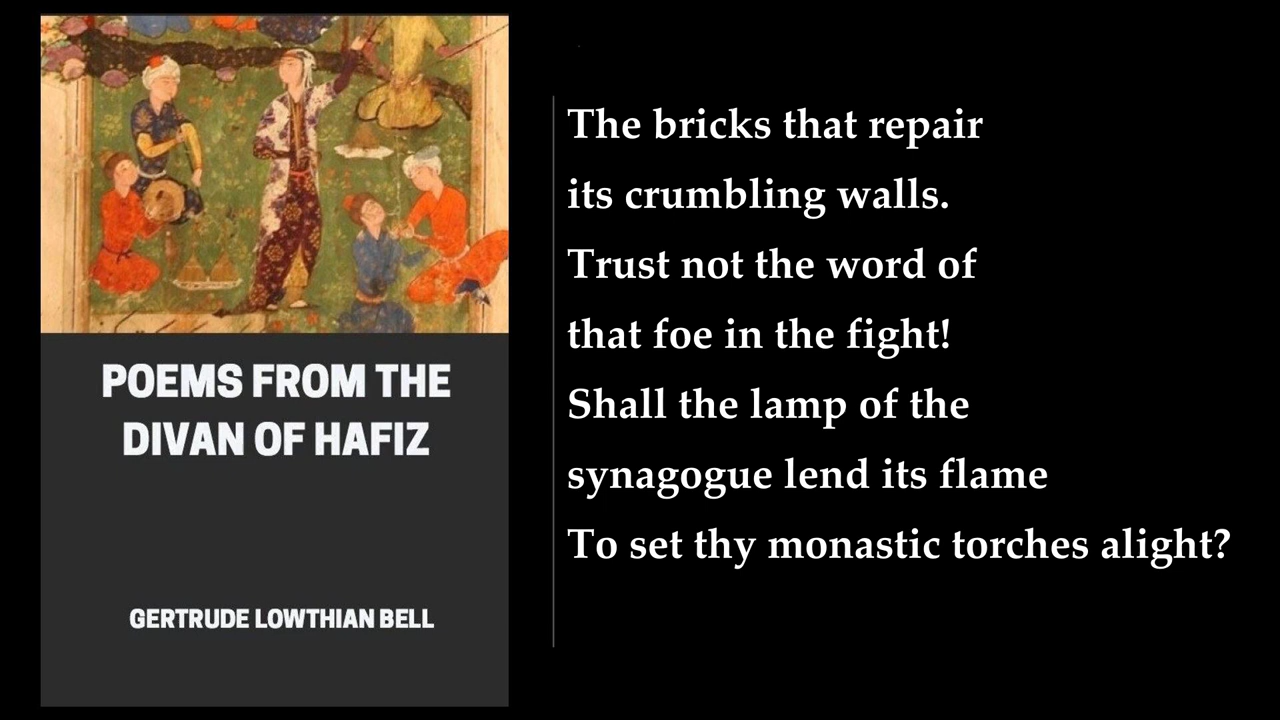 POEMS FROM THE
DIVAN OF HAFIZ
GERTRUDE LOWTHIAN BELL
The bricks that repair
its crumbling walls.
Trust not the word of
that foe in the fight!
Shall the lamp of the
synagogue lend its flame
To set thy monastic torches alight?